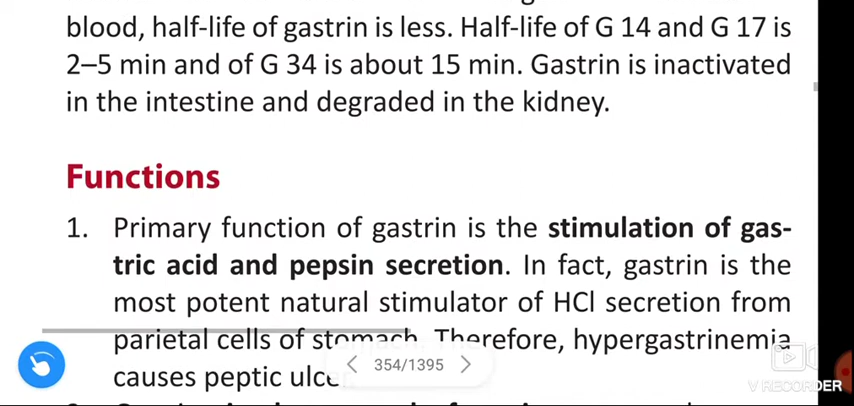 blood, half-life of gastrin is less. Half-life of G 14 and G 17 is
2–5 min and of G 34 is about 15 min. Gastrin is inactivated
in the intestine and degraded in the kidney.
Functions
1. Primary function of gastrin is the stimulation of gas-
tric acid and pepsin secretion. In fact, gastrin is the
most potent natural stimulator of HCl secretion from
parietal cells of stomach. Therefore, hypergastrinemia
causes peptic ulcer.
354/1395
V RECORDER